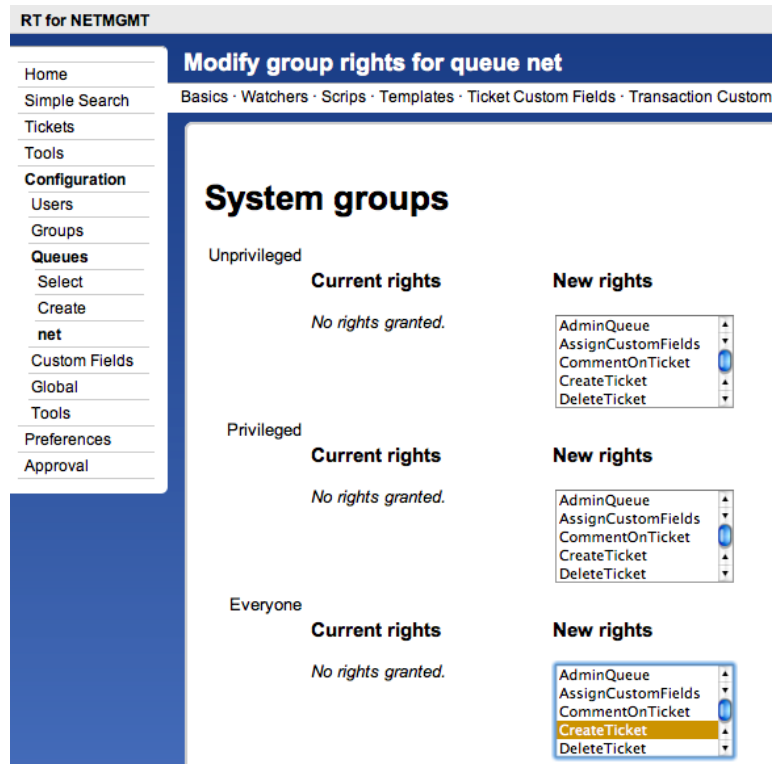 RT for NETMGMT
Home
Simple Search
Tickets
Tools
Configuration
Users
Groups
Queues
Select
Create
net
Custom Fields
Global
Tools
Preferences
Approval
Modify group rights for queue net
Basics · Watchers · Scrips · Templates · Ticket Custom Fields · Transaction Custom
System groups
Unprivileged
Current rights New rights
No rights granted.
AdminQueue
AssignCustomFields
CommentOnTicket
CreateTicket
DeleteTicket
Privileged
Current rights New rights
No rights granted.
AdminQueue
AssignCustomFields
CommentOnTicket
CreateTicket
DeleteTicket
Everyone
Current rights New rights
No rights granted.
AdminQueue
AssignCustomFields
CommentOnTicket
CreateTicket
DeleteTicket